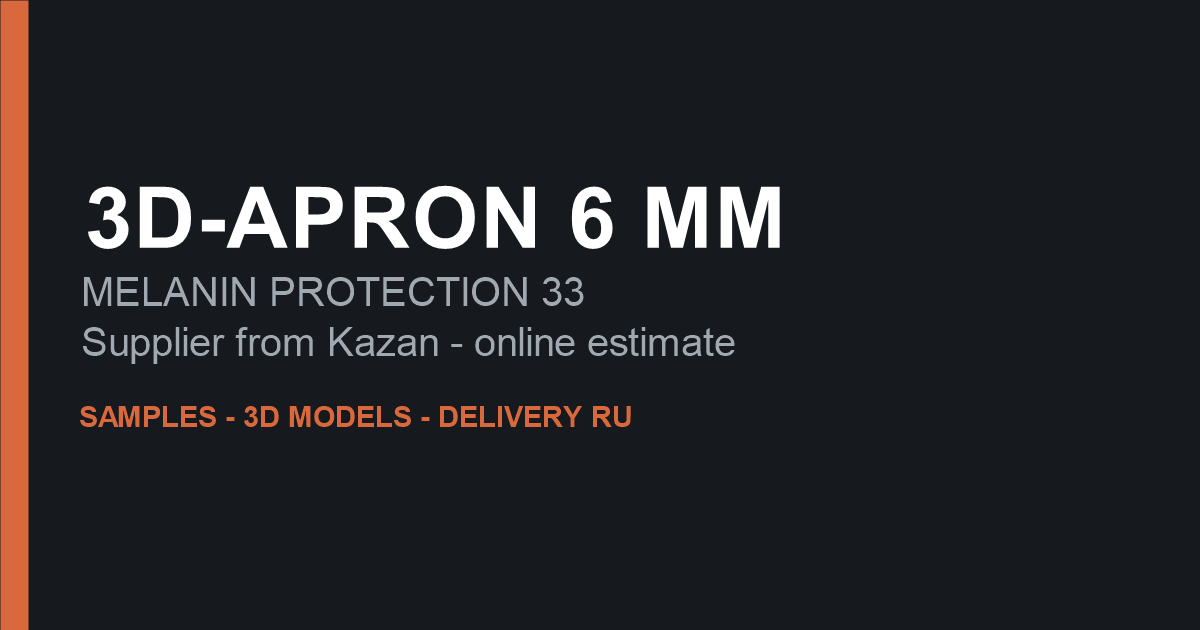 3D-APRON 6 MM
MELANIN PROTECTION 33
Supplier from Kazan - online estimate
SAMPLES - 3D MODELS - DELIVERY RU